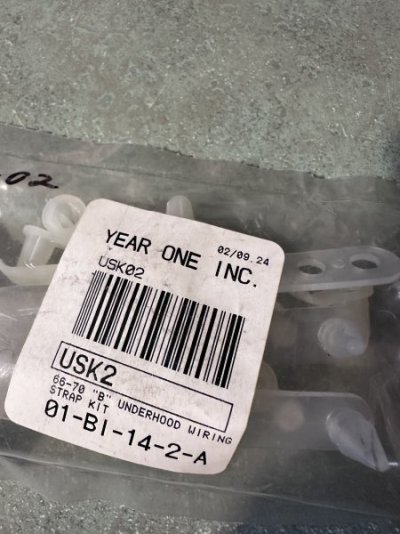 02
YEAR ONE INC.
02/09.24
USK02
USK2
66-70 "B" UNDERHOOD WIRING
STRAP KIT
01-BI-14-2-A